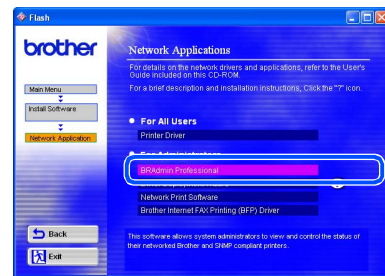 Flash
brother
Network Applications
For details on the network drivers and applications, refer to the User's
Guide included on this CD-ROM.
For a brief description and installation instructions, Click the "?" icon.
Main Menu
Install Software
Network Application
For All Users
Printer Driver
For Administrators
BRAdmin Professional
Network Print Software
Brother Internet FAX Printing (BFP) Driver
Back
Exit
This software allows system administrators to view and control the status of
their networked Brother and SNMP compliant printers.